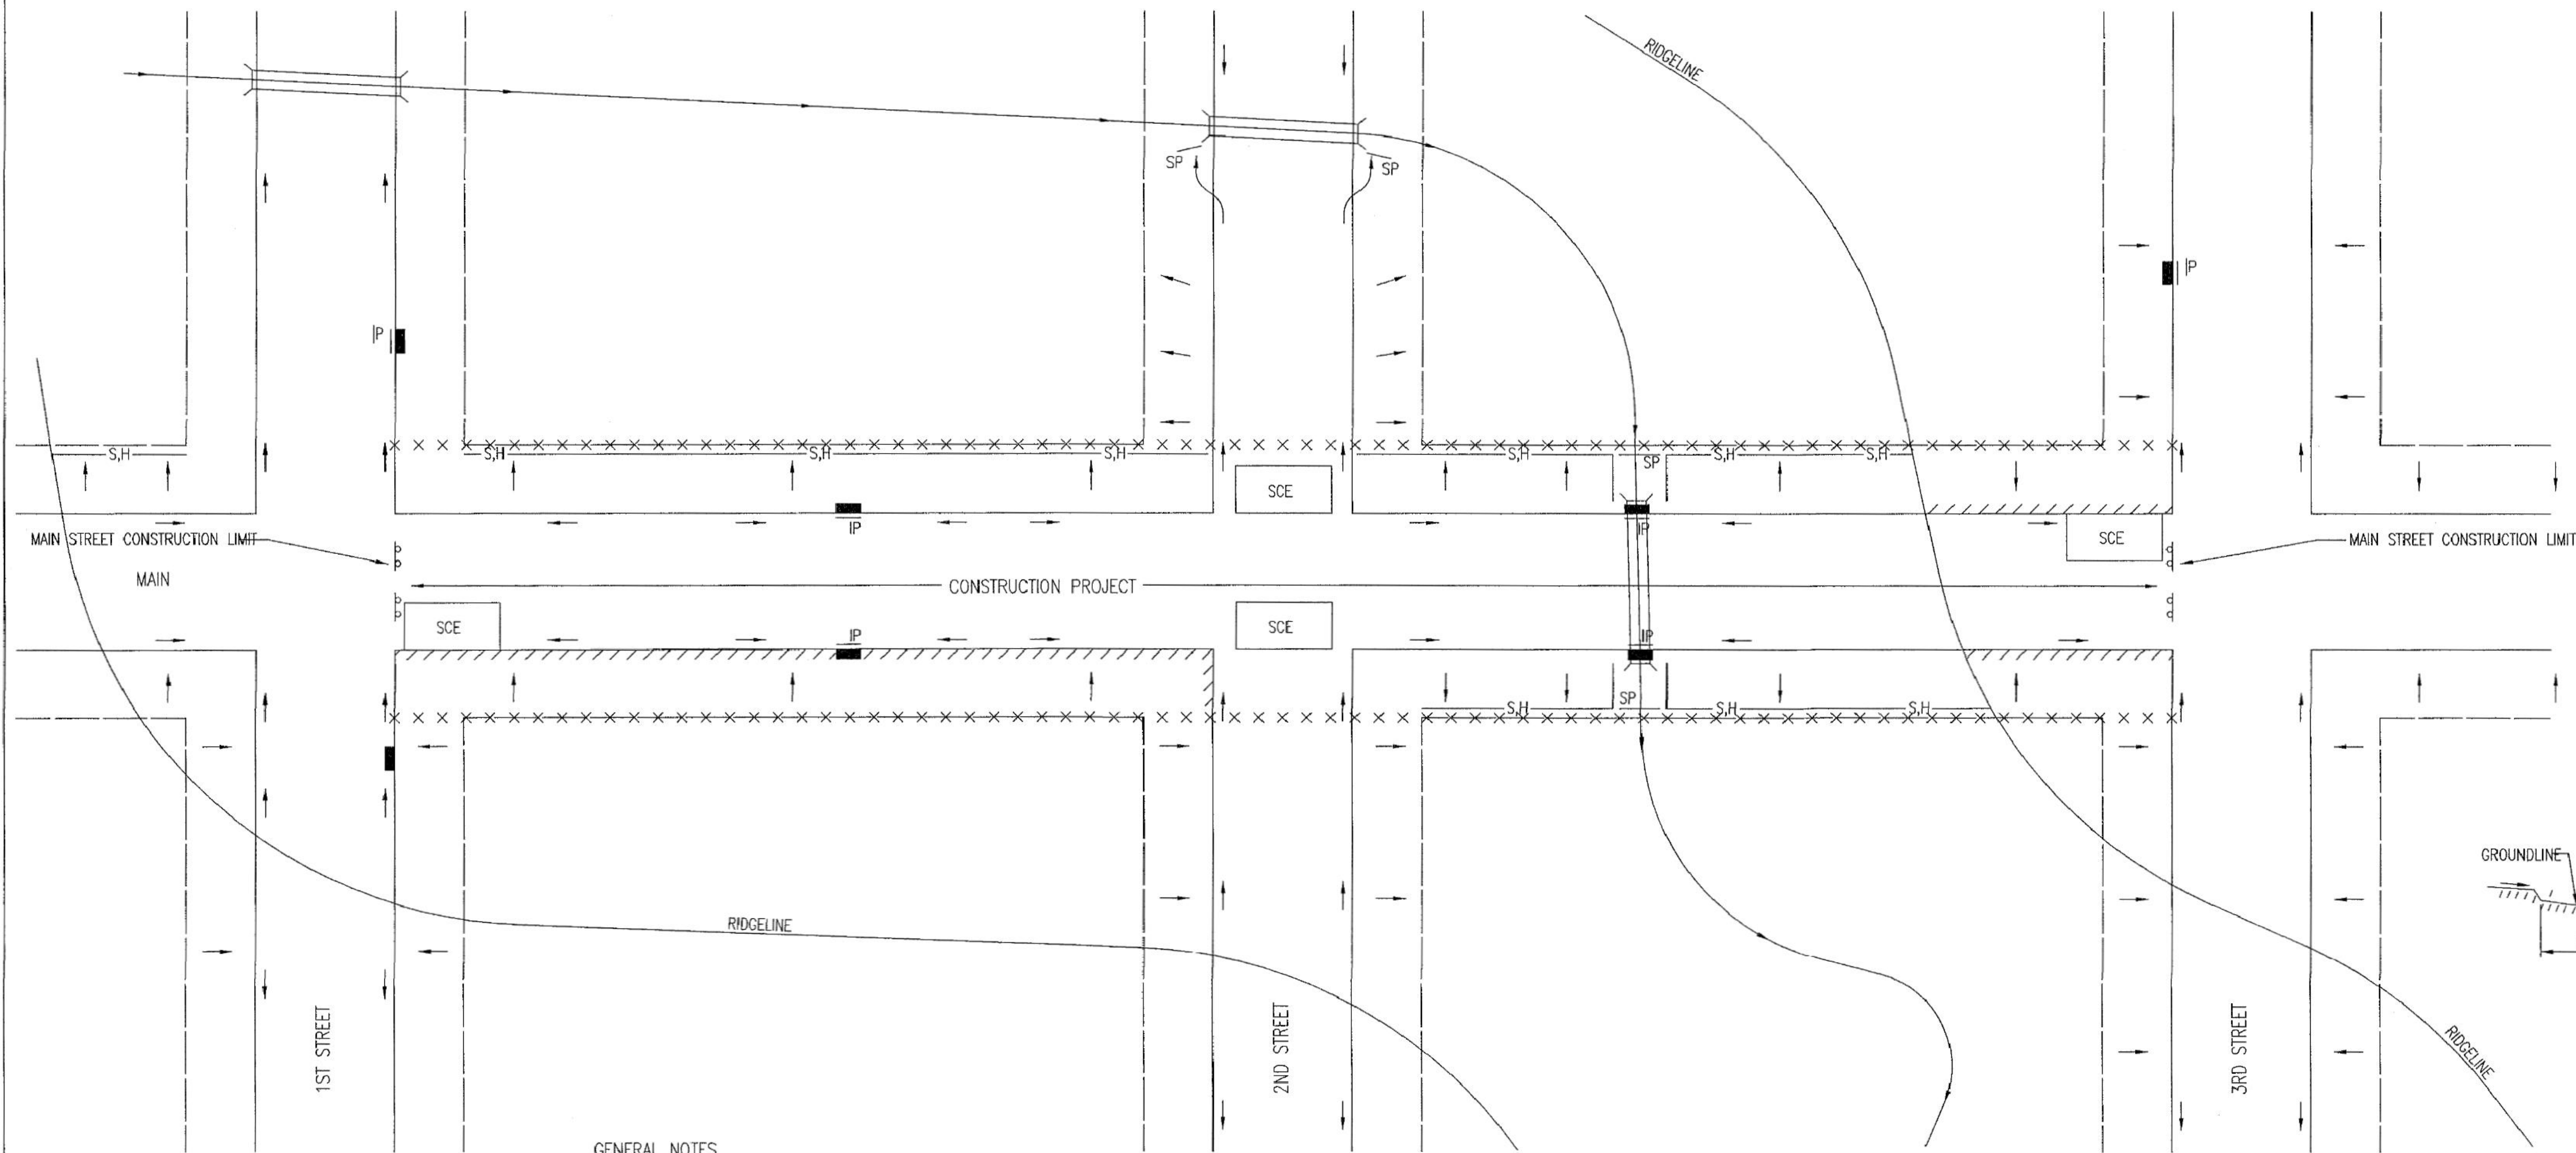 RIDGELINE
SP
SP
IP
IP
S,H
S,H
S,H
S,H
S,H
SP
S,H
S,H
SCE
MAIN STREET CONSTRUCTION LIMIT
IP
IP
SCE
MAIN STREET CONSTRUCTION LIMIT
MAIN
CONSTRUCTION PROJECT
SCE
SCE
IP
IP
SP
S,H
S,H
S,H
GROUNDLINE
RIDGELINE
1ST STREET
2ND STREET
3RD STREET
RIDGELINE
GENERAL NOTES